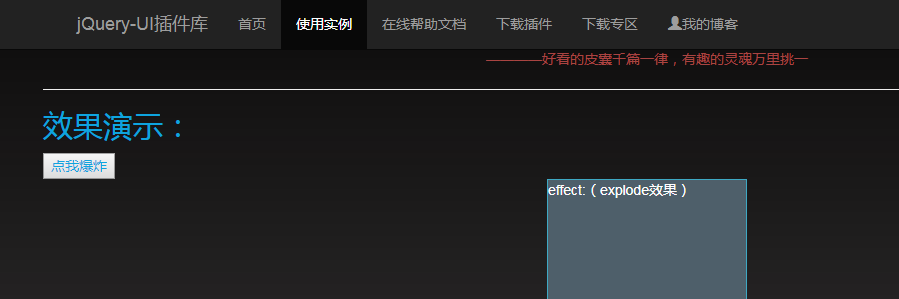 jQuery-UI插件库 首页 使用实例 在线帮助文档 下载插件 下载专区 我的博客
————好看的皮囊千篇一律，有趣的灵魂万里挑一
效果演示：
点我爆炸
effect:（explode效果）